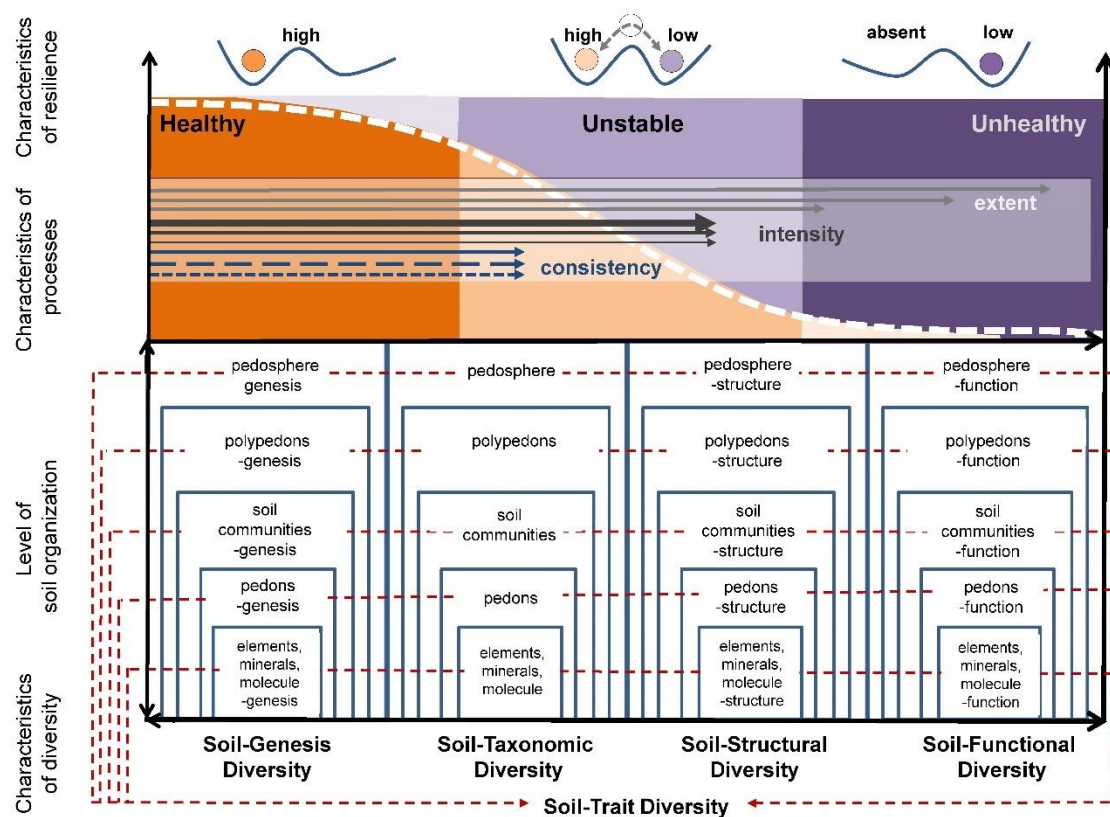 Characteristics
of resilience
high
high
low
absent
low
Healthy
Unstable
Unhealthy
Characteristics of
processes
extent
intensity
consistency
Level of
soil organization
pedosphere
genesis
pedosphere
pedosphere
-structure
pedosphere
-function
polypedons
-genesis
polypedons
polypedons
-structure
polypedons
-function
soil
communities
-genesis
soil
communities
soil
communities
-structure
soil
communities
-function
pedons
-genesis
pedons
pedons
-structure
pedons
-function
elements,
minerals,
molecule
-genesis
elements,
minerals,
molecule
elements,
minerals,
molecule
-structure
elements,
minerals,
molecule
-function
Characteristics
of diversity
Soil-Genesis
Diversity
Soil-Taxonomic
Diversity
Soil-Structural
Diversity
Soil-Functional
Diversity
Soil-Trait Diversity